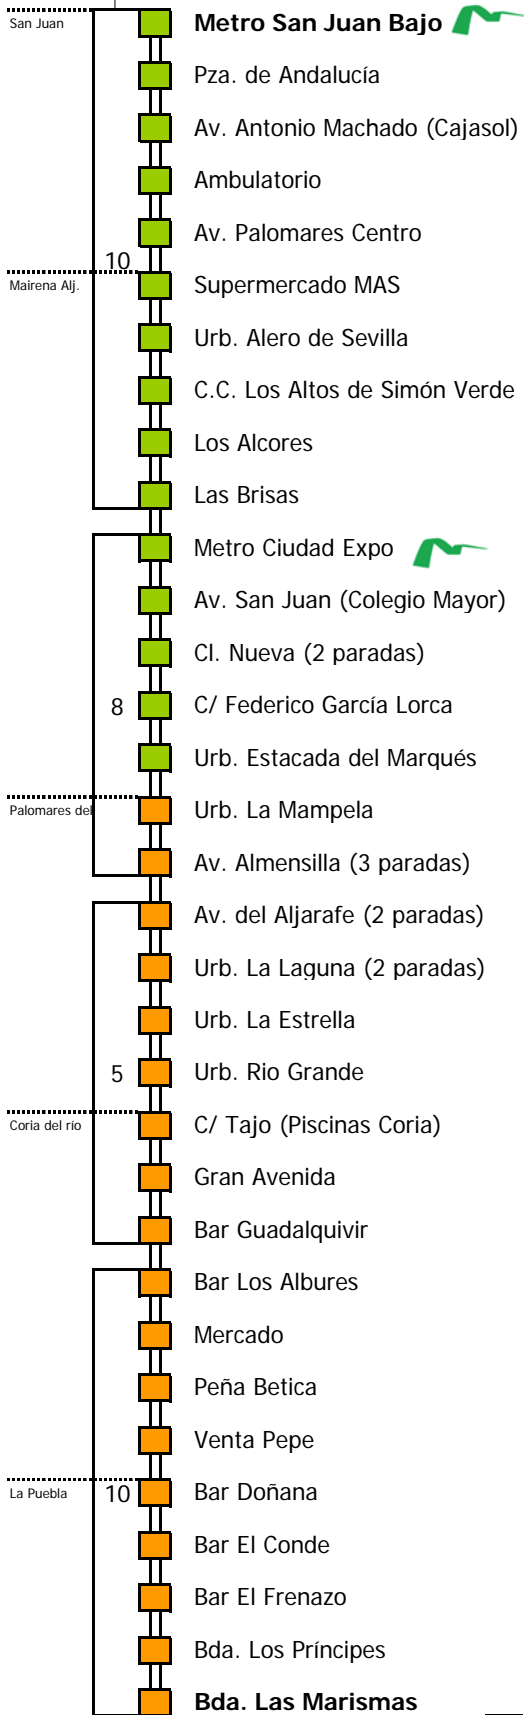 San Juan
Metro San Juan Bajo
Pza. de Andalucía
Av. Antonio Machado (Cajasol)
Ambulatorio
Av. Palomares Centro
10
Mairena Alj.
Supermercado MAS
Urb. Alero de Sevilla
C.C. Los Altos de Simón Verde
Los Alcores
Las Brisas
Metro Ciudad Expo
Av. San Juan (Colegio Mayor)
Cl. Nueva (2 paradas)
8
C/ Federico García Lorca
Urb. Estacada del Marqués
Palomares del
Urb. La Mampela
Av. Almensilla (3 paradas)
Av. del Aljarafe (2 paradas)
Urb. La Laguna (2 paradas)
Urb. La Estrella
5
Urb. Rio Grande
Coria del río
C/ Tajo (Piscinas Coria)
Gran Avenida
Bar Guadalquivir
Bar Los Albures
Mercado
Peña Betica
Venta Pepe
La Puebla
10
Bar Doñana
Bar El Conde
Bar El Frenazo
Bda. Los Príncipes
Bda. Las Marismas